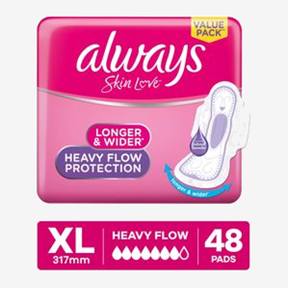 VALUE
PACK
always
Skin Love
LONGER
& WIDER*
HEAVY FLOW
PROTECTION
longer & wider*
XL
317mm
HEAVY FLOW
48
PADS